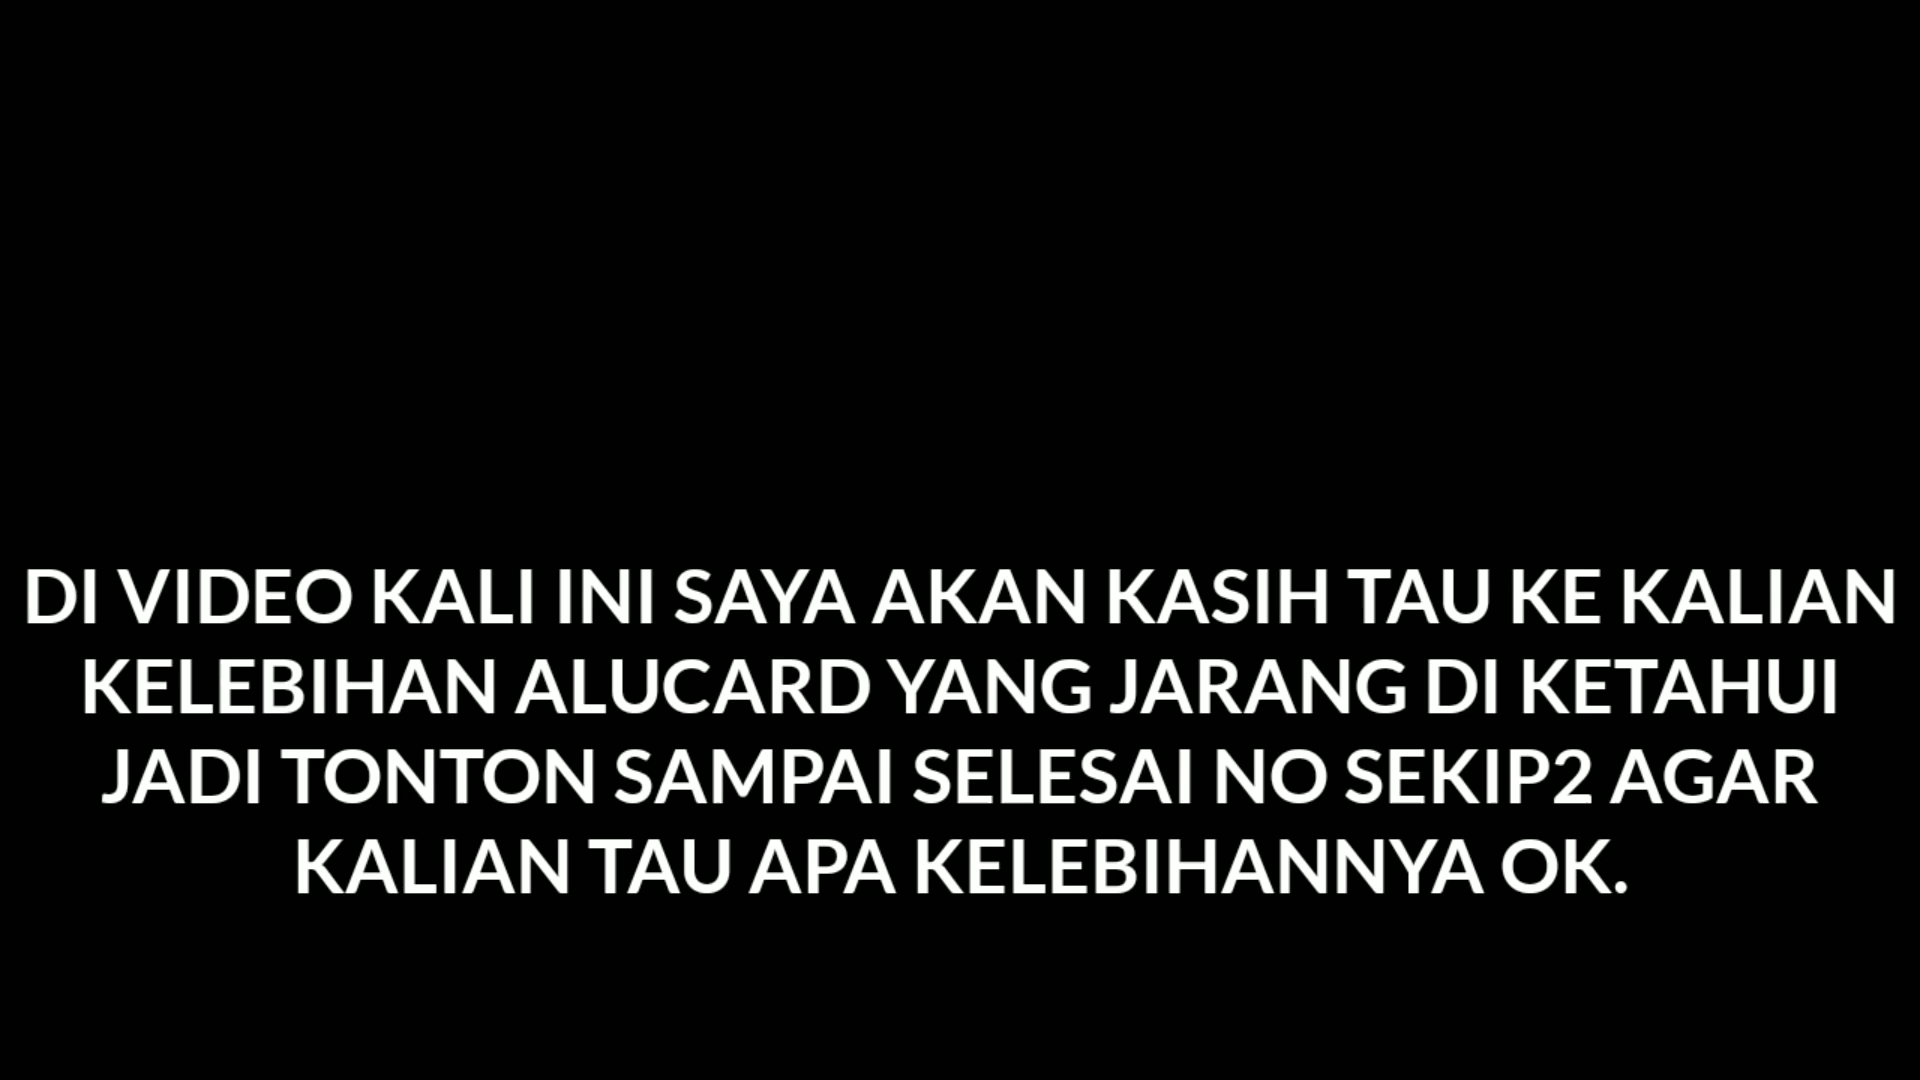 DI VIDEO KALI INI SAYA AKAN KASIH TAU KE KALIAN
KELEBIHAN ALUCARD YANG JARANG DI KETAHUI
JADI TONTON SAMPAI SELESAI NO SEKIP2 AGAR
KALIAN TAU APA KELEBIHANNYA OK.